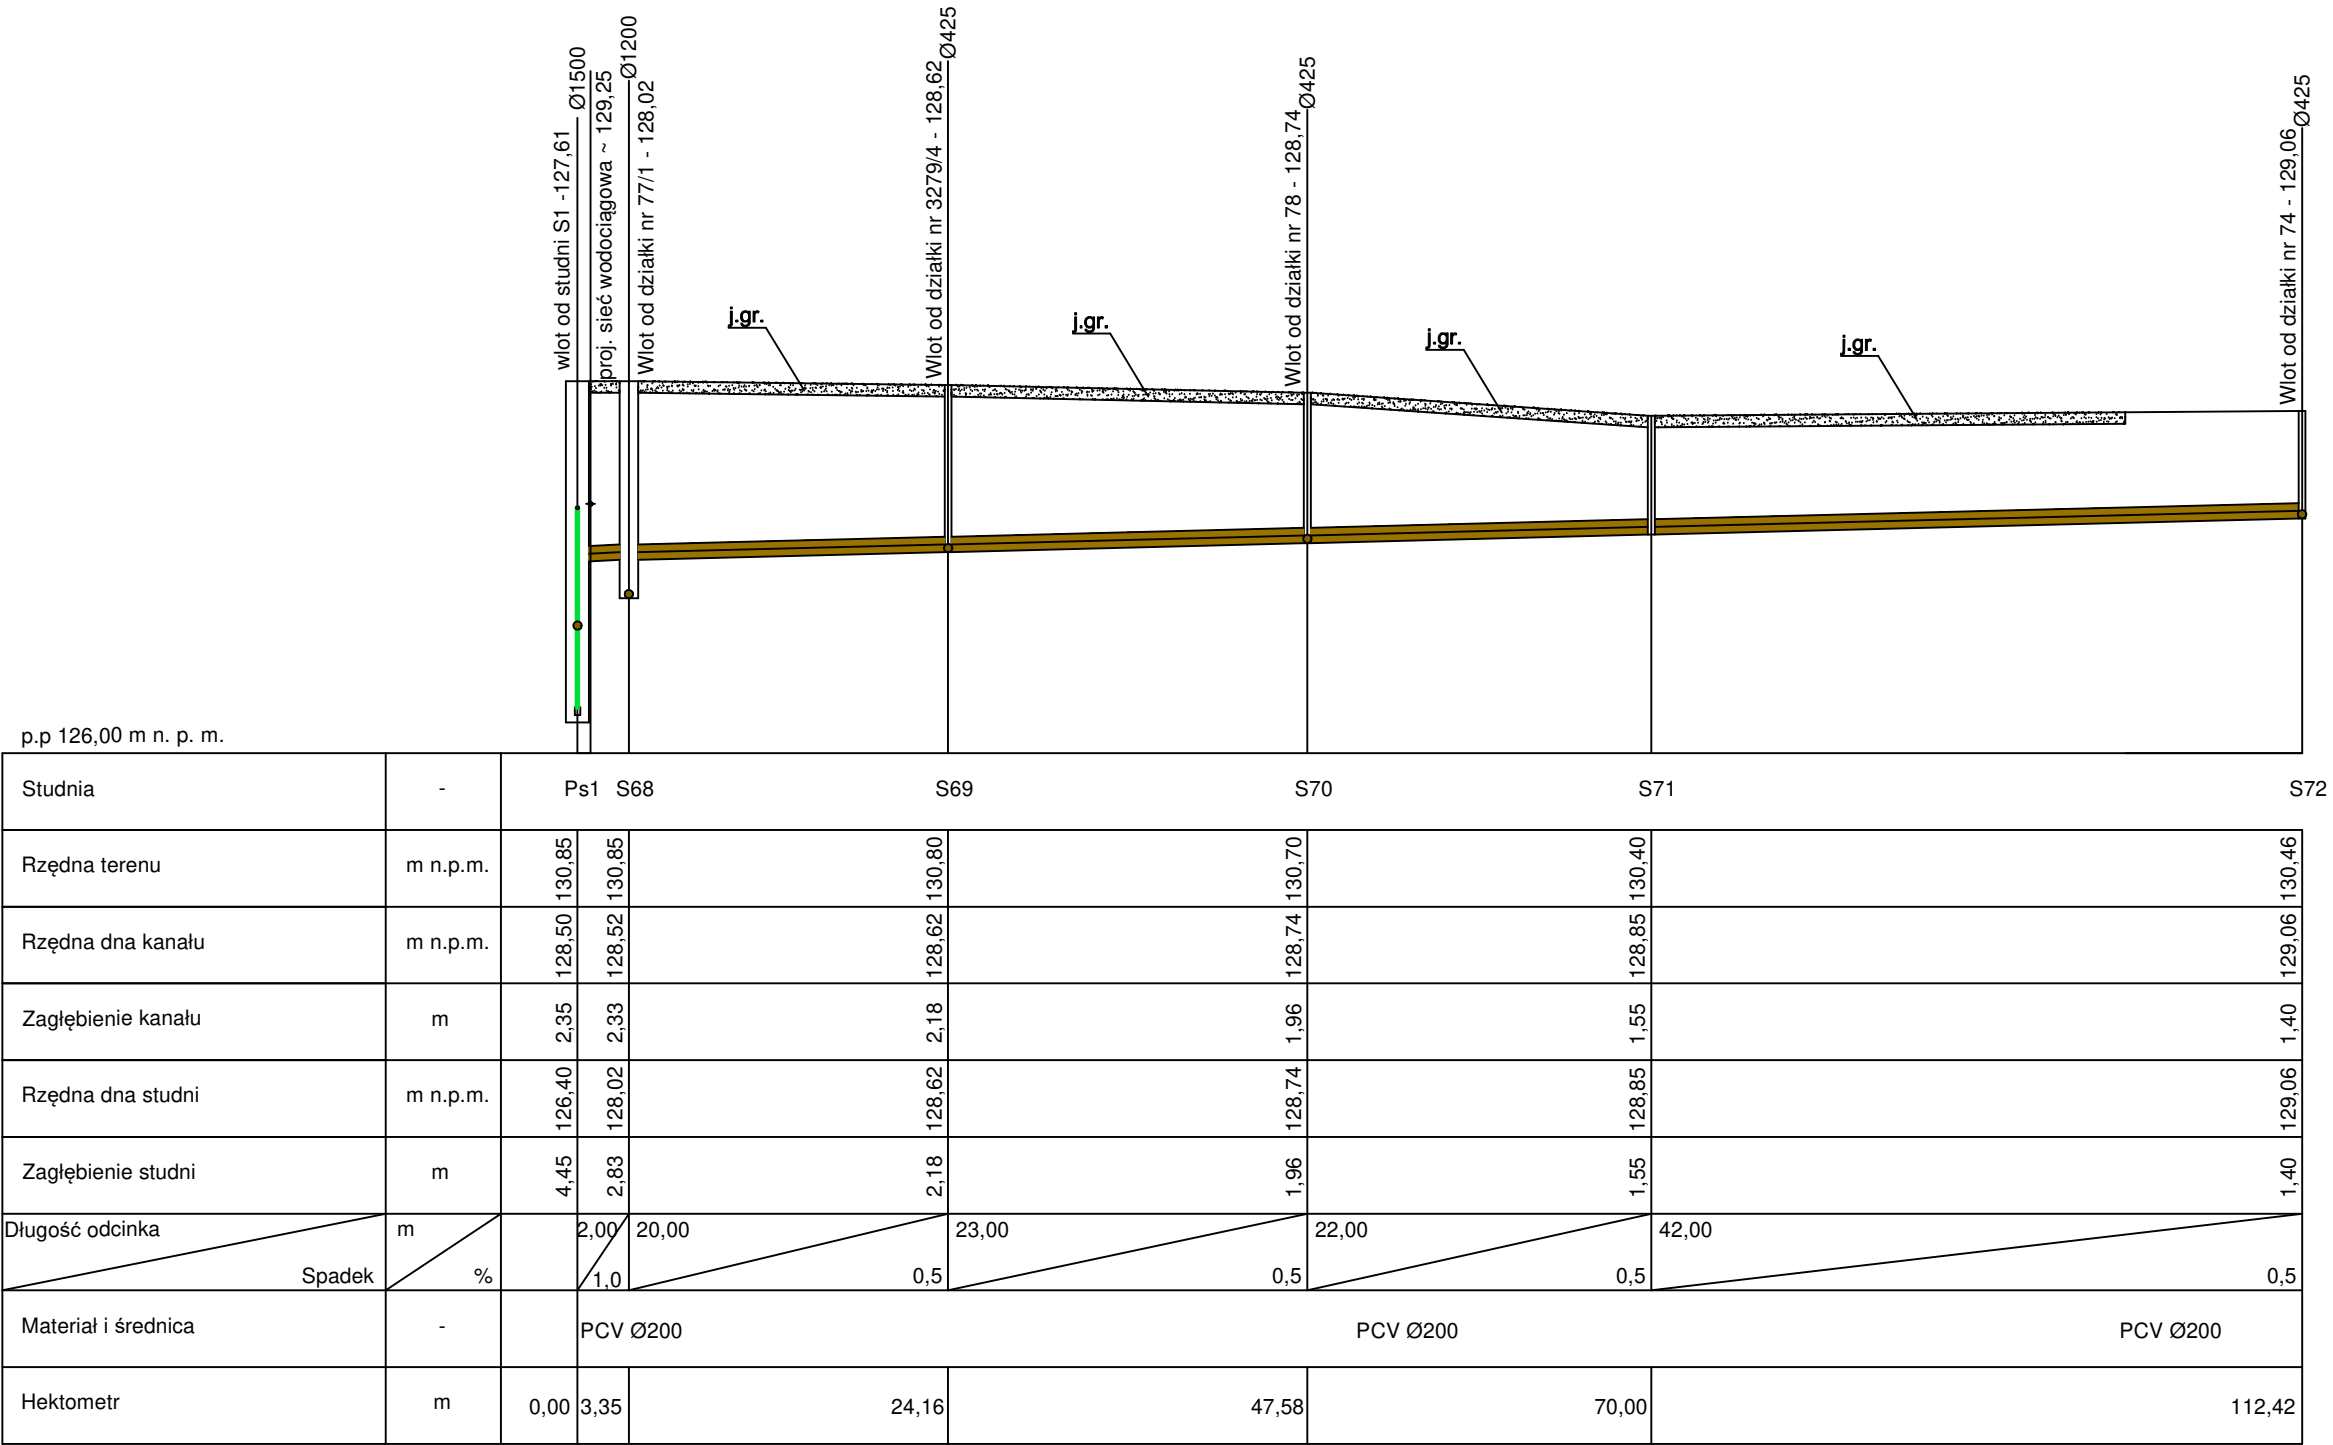 Ø1500
wlot od studni S1 -127,61
proj. sieć wodociągowa ~ 129,25
Ø1200
Wlot od działki nr 77/1 - 128,02
Ø425
Wlot od działki nr 3279/4 - 128,62
Ø425
Wlot od działki nr 78 - 128,74
Ø425
Wlot od działki nr 74 - 129,06
j.gr.
j.gr.
j.gr.
j.gr.
p.p 126,00 m n. p. m.
Studnia - Ps1 S68 S69 S70 S71 S72
Rzędna terenu m n.p.m. 130,85 130,85 130,80 130,70 130,40 130,46
Rzędna dna kanału m n.p.m. 128,50 128,52 128,62 128,74 128,85 129,06
Zagłębienie kanału m 2,35 2,33 2,18 1,96 1,55 1,40
Rzędna dna studni m n.p.m. 126,40 128,02 128,62 128,74 128,85 129,06
Zagłębienie studni m 4,45 2,83 2,18 1,96 1,55 1,40
Długość odcinka m 2,00 20,00 23,00 22,00 42,00
Spadek % 1,0 0,5 0,5 0,5 0,5
Materiał i średnica - PCV Ø200 PCV Ø200 PCV Ø200
Hektometr m 0,00 3,35 24,16 47,58 70,00 112,42